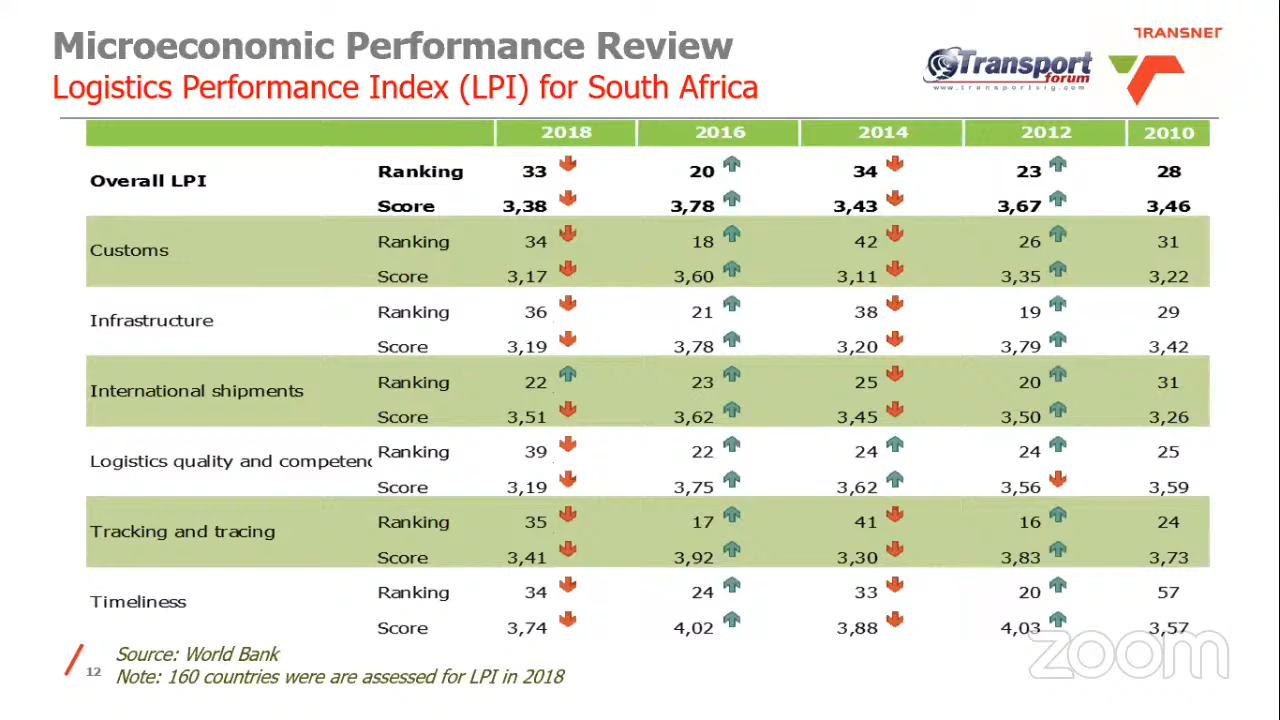 Microeconomic Performance Review
Logistics Performance Index (LPI) for South Africa
Transport
forum
www.transportsig.com
TRANSNET
2018 2016 2014 2012 2010
Overall LPI Ranking 33 20 34 23 28
Score 3,38 3,78 3,43 3,67 3,46
Customs Ranking 34 18 42 26 31
Score 3,17 3,60 3,11 3,35 3,22
Infrastructure Ranking 36 21 38 19 29
Score 3,19 3,78 3,20 3,79 3,42
International shipments Ranking 22 23 25 20 31
Score 3,51 3,62 3,45 3,50 3,26
Logistics quality and competenc Ranking 39 22 24 24 25
Score 3,19 3,75 3,62 3,56 3,59
Tracking and tracing Ranking 35 17 41 16 24
Score 3,41 3,92 3,30 3,83 3,73
Timeliness Ranking 34 24 33 20 57
Score 3,74 4,02 3,88 4,03 3,57
Source: World Bank
12 Note: 160 countries were are assessed for LPI in 2018
zoom